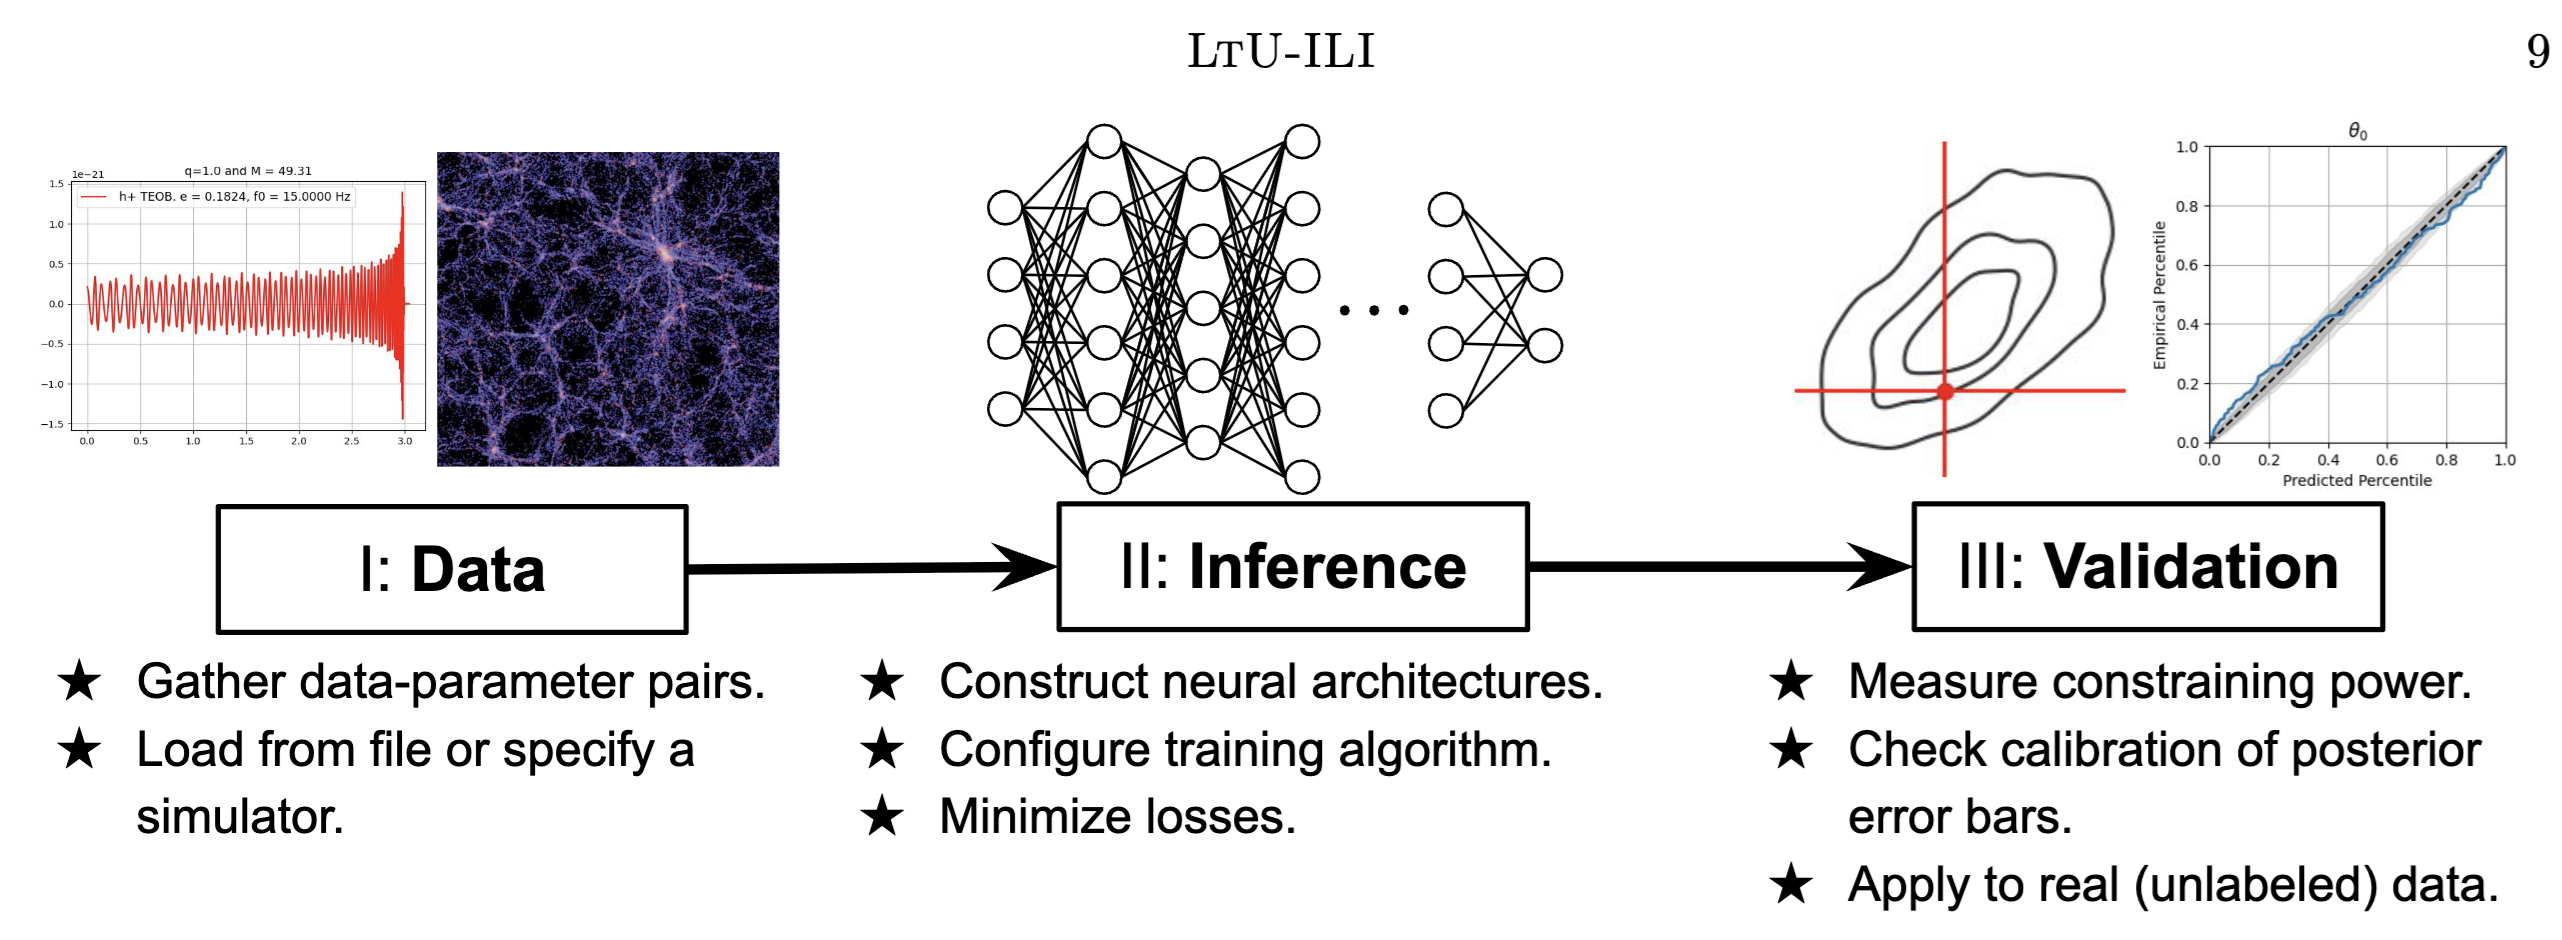 LTU-ILI
9
q=1.0 and M = 49.31
1e−21
h+ TEOB. e = 0.1824, f0 = 15.0000 Hz
1.5
1.0
0.5
0.0
−0.5
−1.0
−1.5
0.0 0.5 1.0 1.5 2.0 2.5 3.0
θ0
Empirical Percentile
1.0
0.8
0.6
0.4
0.2
0.0
0.0 0.2 0.4 0.6 0.8 1.0
Predicted Percentile
I: Data
★ Gather data-parameter pairs.
★ Load from file or specify a
simulator.
II: Inference
★ Construct neural architectures.
★ Configure training algorithm.
★ Minimize losses.
III: Validation
★ Measure constraining power.
★ Check calibration of posterior
error bars.
★ Apply to real (unlabeled) data.